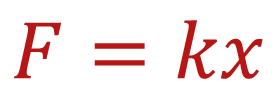 F = kx